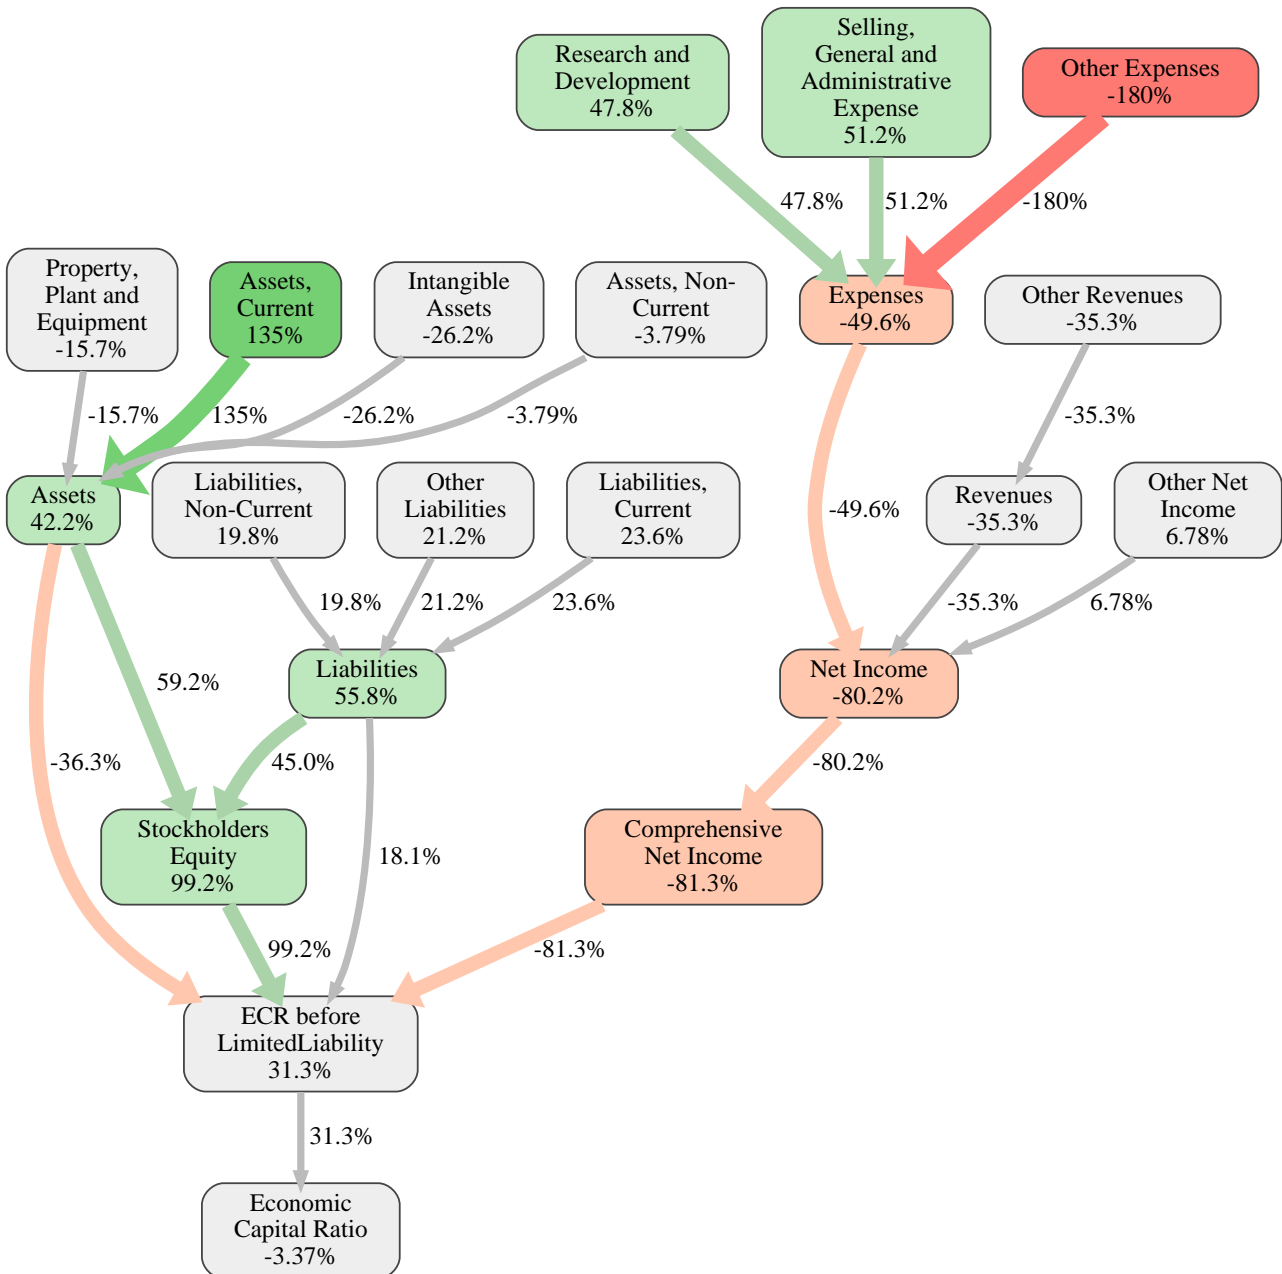 Research and
Development
47.8%
Selling,
General and
Administrative
Expense
51.2%
Other Expenses
-180%
47.8%
51.2%
-180%
Property,
Plant and
Equipment
-15.7%
Assets,
Current
135%
Intangible
Assets
-26.2%
Assets, Non-
Current
-3.79%
Expenses
-49.6%
Other Revenues
-35.3%
-15.7%
135%
-26.2%
-3.79%
-35.3%
Assets
42.2%
Liabilities,
Non-Current
19.8%
Other
Liabilities
21.2%
Liabilities,
Current
23.6%
-49.6%
Revenues
-35.3%
Other Net
Income
6.78%
19.8%
21.2%
23.6%
-35.3%
6.78%
Liabilities
55.8%
Net Income
-80.2%
59.2%
-36.3%
45.0%
-80.2%
Stockholders
Equity
99.2%
18.1%
Comprehensive
Net Income
-81.3%
99.2%
-81.3%
ECR before
LimitedLiability
31.3%
31.3%
Economic
Capital Ratio
-3.37%